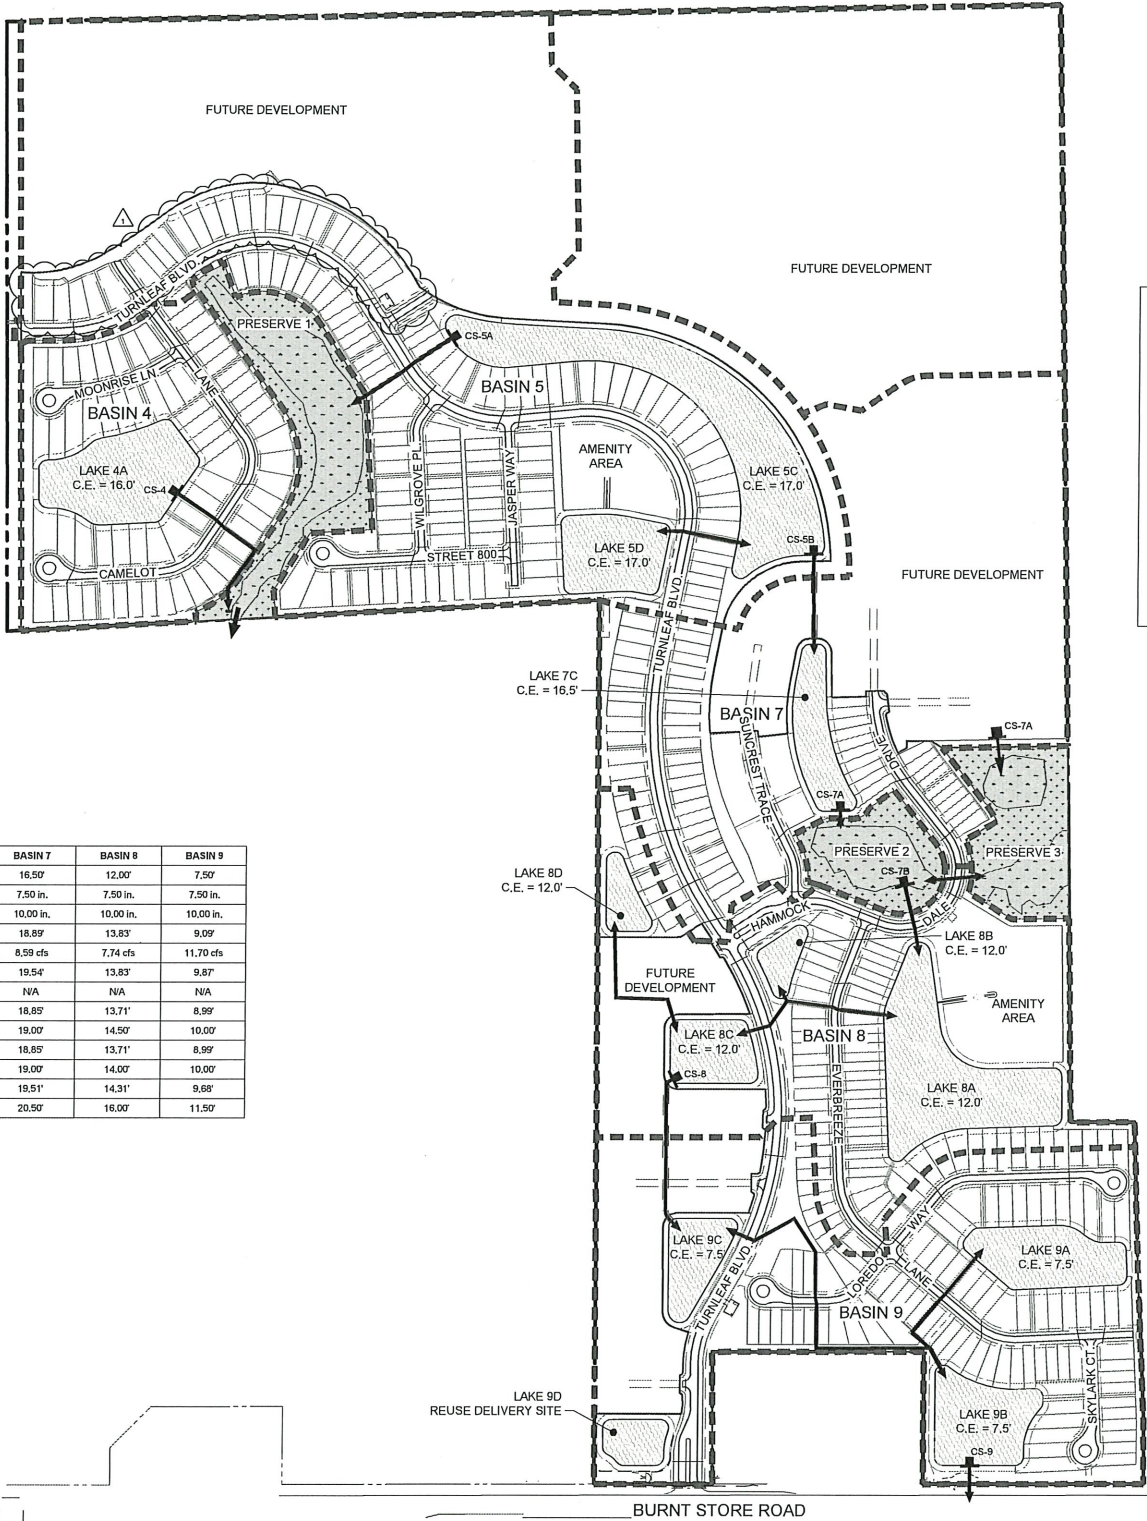 FUTURE DEVELOPMENT
1
FUTURE DEVELOPMENT
TURNLEAF BLVD.
PRESERVE 1
CS-5A
MOONRISE LN.
LANE
BASIN 5
BASIN 4
AMENITY
AREA
LAKE 4A
C.E. = 16.0'
CS-4
WILGROVE PL.
JASPER WAY
LAKE 5C
C.E. = 17.0'
CS-5B
LAKE 5D
C.E. = 17.0'
STREET 800
CAMELOT
FUTURE DEVELOPMENT
TURNLEAF BLVD.
LAKE 7C
C.E. = 16.5'
BASIN 7
SUNCREST TRACE
DRIVE
CS-7A
CS-7A
PRESERVE 2
PRESERVE 3
CS-7B
LAKE 8D
C.E. = 12.0'
HAMMOCK
DALE
LAKE 8B
C.E. = 12.0'
FUTURE
DEVELOPMENT
AMENITY
AREA
LAKE 8C
C.E. = 12.0'
BASIN 8
CS-8
EVERBREEZE
LAKE 8A
C.E. = 12.0'
BASIN 7 BASIN 8 BASIN 9
16.50' 12.00' 7.50'
7.50 in. 7.50 in. 7.50 in.
10.00 in. 10.00 in. 10.00 in.
18.89' 13.83' 9.09'
8.59 cfs 7.74 cfs 11.70 cfs
19.54' 13.83' 9.87'
N/A N/A N/A
18.85' 13.71' 8.99'
19.00' 14.50' 10.00'
18.85' 13.71' 8.99'
19.00' 14.00' 10.00'
19.51' 14.31' 9.68'
20.50' 16.00' 11.50'
LAKE 9C
C.E. = 7.5'
TURNLEAF BLVD.
LOREDO WAY
LANE
LAKE 9A
C.E. = 7.5'
BASIN 9
SKYLARK CT.
LAKE 9D
REUSE DELIVERY SITE
LAKE 9B
C.E. = 7.5'
CS-9
BURNT STORE ROAD